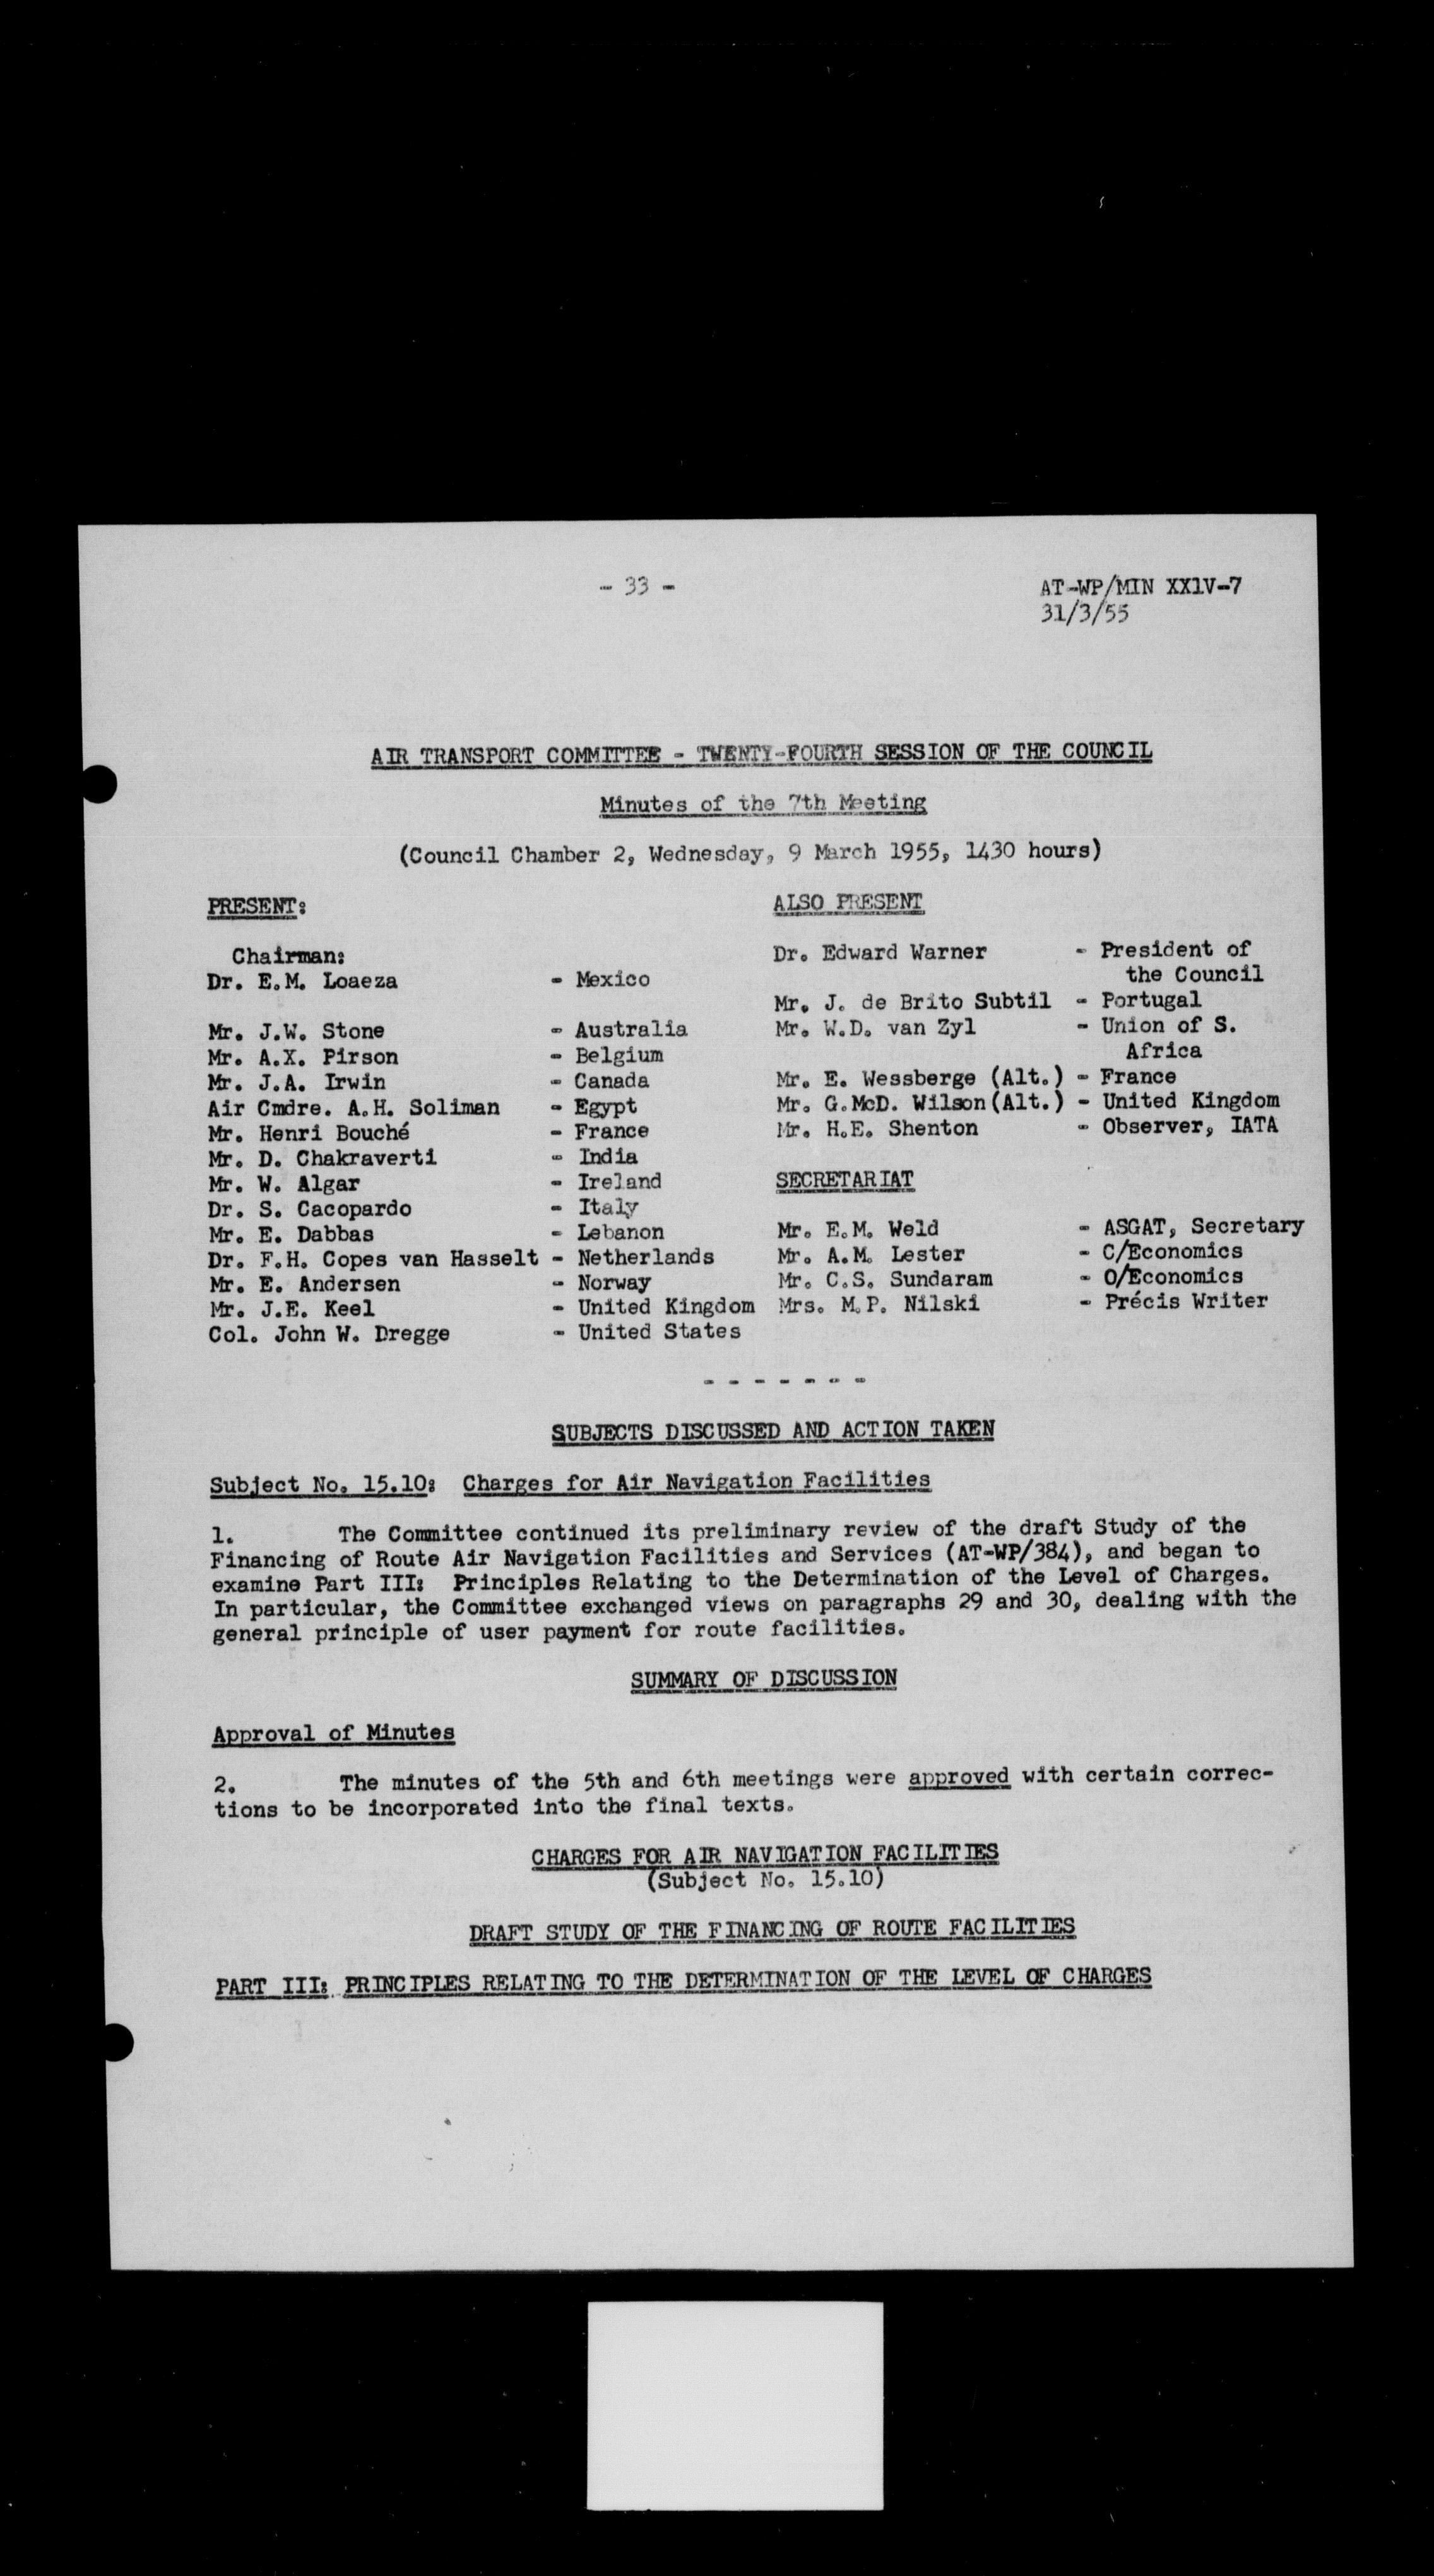 - 33 -
AT-WP/MIN XX1V-7
31/3/55
AIR TRANSPORT COMMITTEE - TWENTY-FOURTH SESSION OF THE COUNCIL
Minutes of the 7th Meeting
(Council Chamber 2, Wednesday, 9 March 1955, 1430 hours)
PRESENT:
Chairman:
Dr. E.M. Loaeza - Mexico
Mr. J.W. Stone - Australia
Mr. A.X. Pirson - Belgium
Mr. J.A. Irwin - Canada
Air Cmdre. A.H. Soliman - Egypt
Mr. Henri Bouché - France
Mr. D. Chakraverti - India
Mr. W. Algar - Ireland
Dr. S. Cacopardo - Italy
Mr. E. Dabbas - Lebanon
Dr. F.H. Copes van Hasselt - Netherlands
Mr. E. Andersen - Norway
Mr. J.E. Keel - United Kingdom
Col. John W. Dregge - United States
ALSO PRESENT
Dr. Edward Warner - President of
the Council
Mr. J. de Brito Subtil - Portugal
Mr. W.D. van Zyl - Union of S.
Africa
Mr. E. Wessberge (Alt.) - France
Mr. G.McD. Wilson(Alt.) - United Kingdom
Mr. H.E. Shenton - Observer, IATA
SECRETARIAT
Mr. E.M. Weld - ASGAT, Secretary
Mr. A.M. Lester - C/Economics
Mr. C.S. Sundaram - O/Economics
Mrs. M.P. Nilski - Précis Writer
- - - - - - -
SUBJECTS DISCUSSED AND ACTION TAKEN
Subject No. 15.10: Charges for Air Navigation Facilities
1. The Committee continued its preliminary review of the draft Study of the
Financing of Route Air Navigation Facilities and Services (AT-WP/384), and began to
examine Part III: Principles Relating to the Determination of the Level of Charges.
In particular, the Committee exchanged views on paragraphs 29 and 30, dealing with the
general principle of user payment for route facilities.
SUMMARY OF DISCUSSION
Approval of Minutes
2. The minutes of the 5th and 6th meetings were approved with certain correc-
tions to be incorporated into the final texts.
CHARGES FOR AIR NAVIGATION FACILITIES
(Subject No. 15.10)
DRAFT STUDY OF THE FINANCING OF ROUTE FACILITIES
PART III: PRINCIPLES RELATING TO THE DETERMINATION OF THE LEVEL OF CHARGES